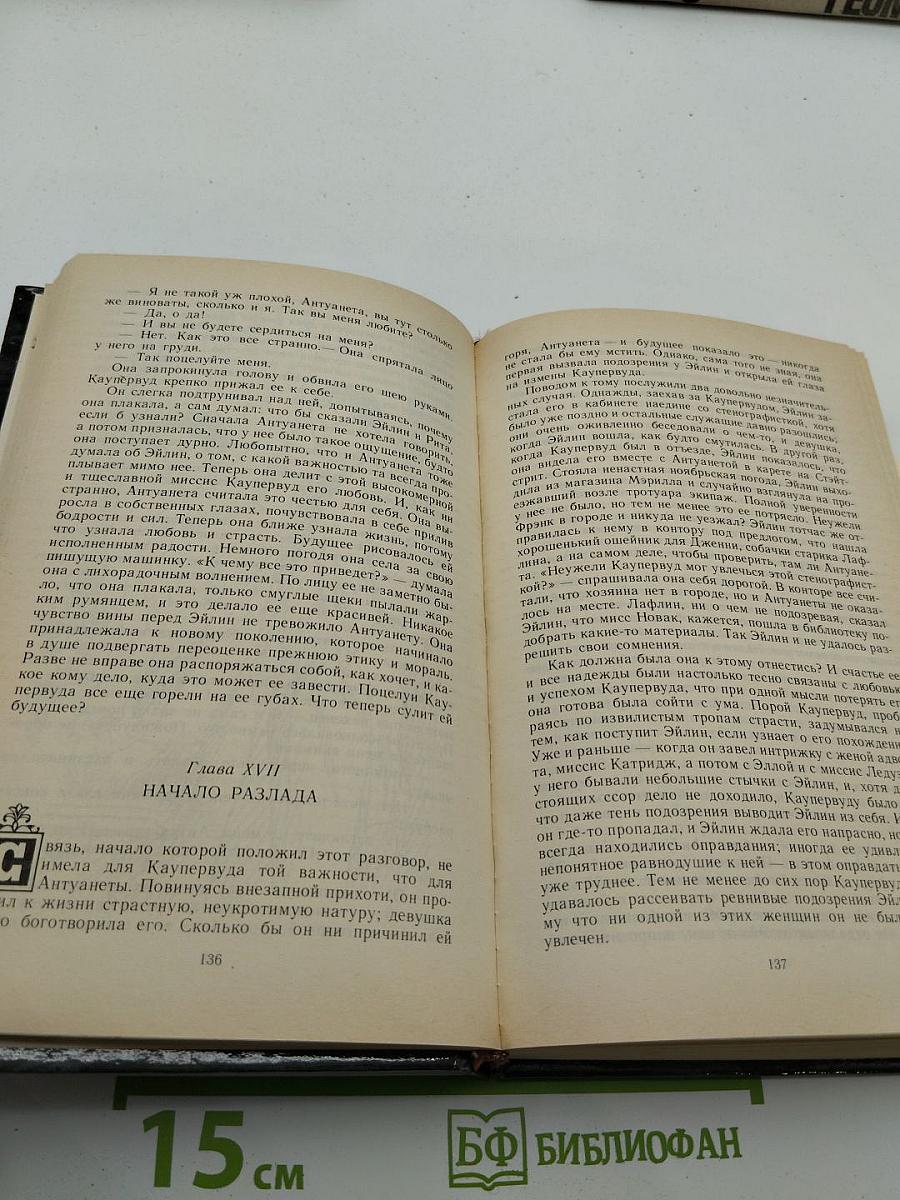 ГЕОМ
— Я не такой уж плохой, Антуанета, вы тут столько
же виноваты, сколько и я. Так вы меня любите?
— Да, о да!
— И вы не будете сердиться на меня?
— Нет. Как это все странно.— Она спрятала лицо
у него на груди.
— Так поцелуйте меня.
Она запрокинула голову и обвила его шею руками.
Каупервуд крепко прижал ее к себе.
Он слегка подтрунивал над ней, допытываясь, почему
она плакала, а сам думал: что бы сказали Эйлин и Рита,
если б узнали? Сначала Антуанета не хотела говорить,
а потом призналась, что у нее было такое ощущение, будто
она поступает дурно. Любопытно, что и Антуанета тоже
думала об Эйлин, о том, с какой важностью та всегда про-
плывает мимо нее. Теперь она делит с этой высокомерной
и тщеславной миссис Каупервуд его любовь. И, как ни
странно, Антуанета считала это честью для себя. Она вы-
росла в собственных глазах, почувствовала в себе прилив
бодрости и сил. Теперь она ближе узнала жизнь, потому
что узнала любовь и страсть. Будущее рисовалось ей
исполненным радости. Немного погодя она села за свою
пишущую машинку. «К чему все это приведет?» — думала
она с лихорадочным волнением. По лицу ее не заметно бы-
ло, что она плакала, только смуглые щеки пылали жар-
ким румянцем, и это делало ее еще красивей. Никакое
чувство вины перед Эйлин не тревожило Антуанету. Она
принадлежала к новому поколению, которое начинало
в душе подвергать переоценке прежнюю этику и мораль.
Разве не вправе она распоряжаться собой, как хочет, и ка-
кое кому дело, куда это может ее завести. Поцелуи Кау-
первуда все еще горели на ее губах. Что теперь сулит ей
будущее?
Глава XVII
НАЧАЛО РАЗЛАДА
Связь, начало которой положил этот разговор, не
имела для Каупервуда той важности, что для
Антуанеты. Повинуясь внезапной прихоти, он про-
ил к жизни страстную, неукротимую натуру; девушка
о боготворила его. Сколько бы он ни причинил ей
136
горя, Антуанета — и будущее показало это — никогда
не стала бы ему мстить. Однако, сама того не зная, она
первая вызвала подозрения у Эйлин и открыла ей глаза
на измены Каупервуда.
Поводом к тому послужили два довольно незначитель-
ных случая. Однажды, заехав за Каупервудом, Эйлин за-
стала его в кабинете наедине со стенографисткой, хотя
было уже поздно и остальные служащие давно разошлись;
они очень оживленно беседовали о чем-то, и девушка,
когда Эйлин вошла, как будто смутилась. В другой раз,
когда Каупервуд был в отъезде, Эйлин показалось, что
она видела его вместе с Антуанетой в карете на Стэйт-
стрит. Стояла ненастная ноябрьская погода, Эйлин выхо-
дила из магазина Мэрилла и случайно взглянула на про-
езжавший возле тротуара экипаж. Полной уверенности
у нее не было, но тем не менее это ее потрясло. Неужели
Фрэнк в городе и никуда не уезжал? Эйлин тотчас же от-
правилась к нему в контору под предлогом, что нашла
хорошенький ошейник для Дженни, собачки старика Лаф-
лина, а на самом деле, чтобы проверить, там ли Антуане-
та. «Неужели Каупервуд мог увлечься этой стенографист-
кой?» — спрашивала она себя дорогой. В конторе все счи-
тали, что хозяина нет в городе, но и Антуанеты не оказа-
лось на месте. Лафлин, ни о чем не подозревая, сказал
Эйлин, что мисс Новак, кажется, пошла в библиотеку по-
добрать какие-то материалы. Так Эйлин и не удалось раз-
решить свои сомнения.
Как должна была она к этому отнестись? И счастье ее
и все надежды были настолько тесно связаны с любовью
и успехом Каупервуда, что при одной мысли потерять ег
она готова была сойти с ума. Порой Каупервуд, проб
раясь по извилистым тропам страсти, задумывался н
тем, как поступит Эйлин, если узнает о его похождени
Уже и раньше — когда он завел интрижку с женой адво
та, миссис Катридж, а потом с Эллой и с миссис Ледуэ
у него бывали небольшие стычки с Эйлин, и, хотя д
стоящих ссор дело не доходило, Каупервуду было
что даже тень подозрения выводит Эйлин из себя. И
он где-то пропадал, и Эйлин ждала его напрасно, но
всегда находились оправдания; иногда ее удивл
непонятное равнодушие к ней — в этом оправдать
уже труднее. Тем не менее до сих пор Каупервуд
удавалось рассеивать ревнивые подозрения Эйл
му что ни одной из этих женщин он не был
увлечен.
137
15 см
БФ БИБЛИОФАН